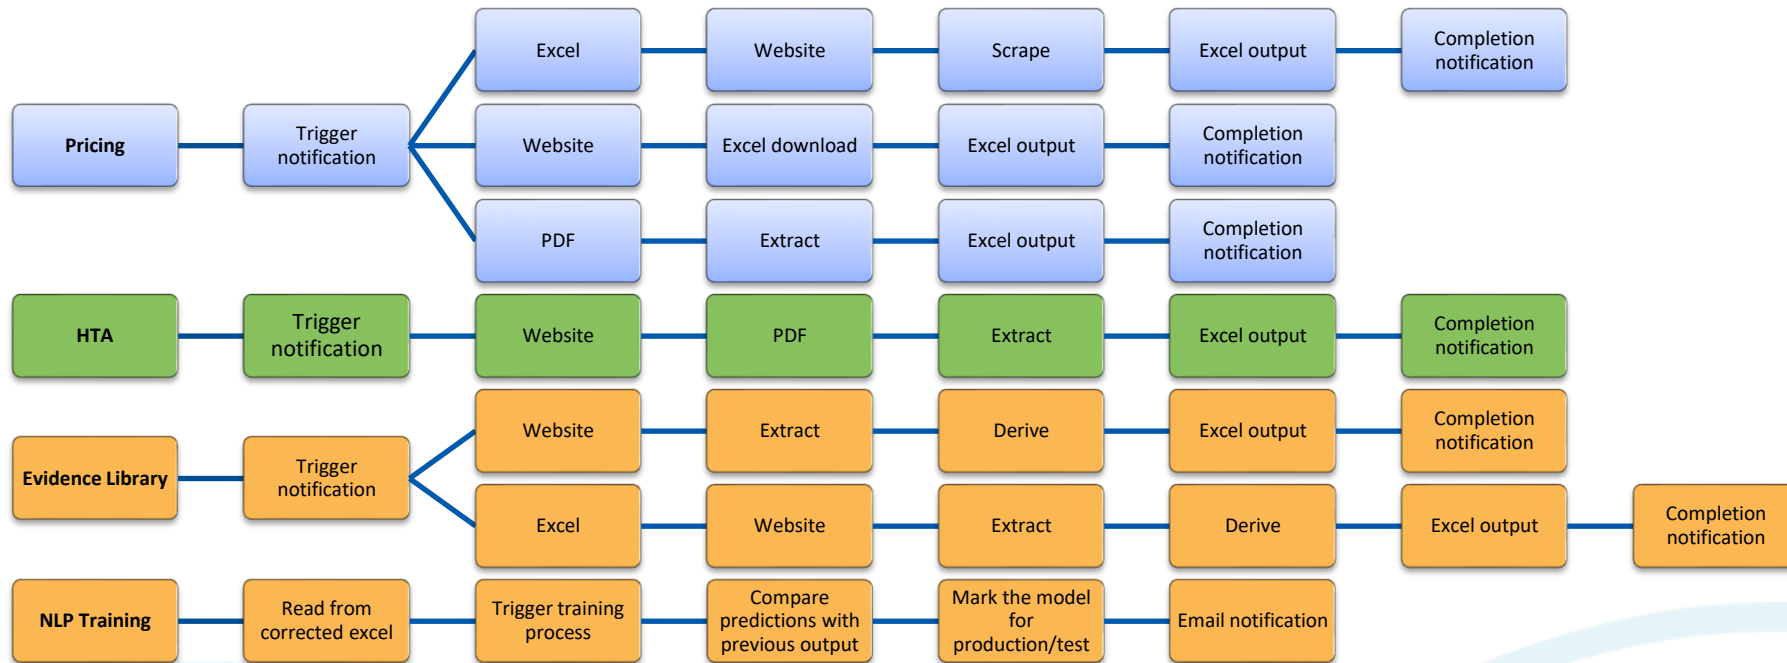 Excel
Website
Scrape
Excel output
Completion
notification
Pricing
Trigger
notification
Website
Excel download
Excel output
Completion
notification
PDF
Extract
Excel output
Completion
notification
HTA
Trigger
notification
Website
PDF
Extract
Excel output
Completion
notification
Evidence Library
Trigger
notification
Website
Extract
Derive
Excel output
Completion
notification
Excel
Website
Extract
Derive
Excel output
Completion
notification
NLP Training
Read from
corrected excel
Trigger training
process
Compare
predictions with
previous output
Mark the model
for
production/test
Email notification